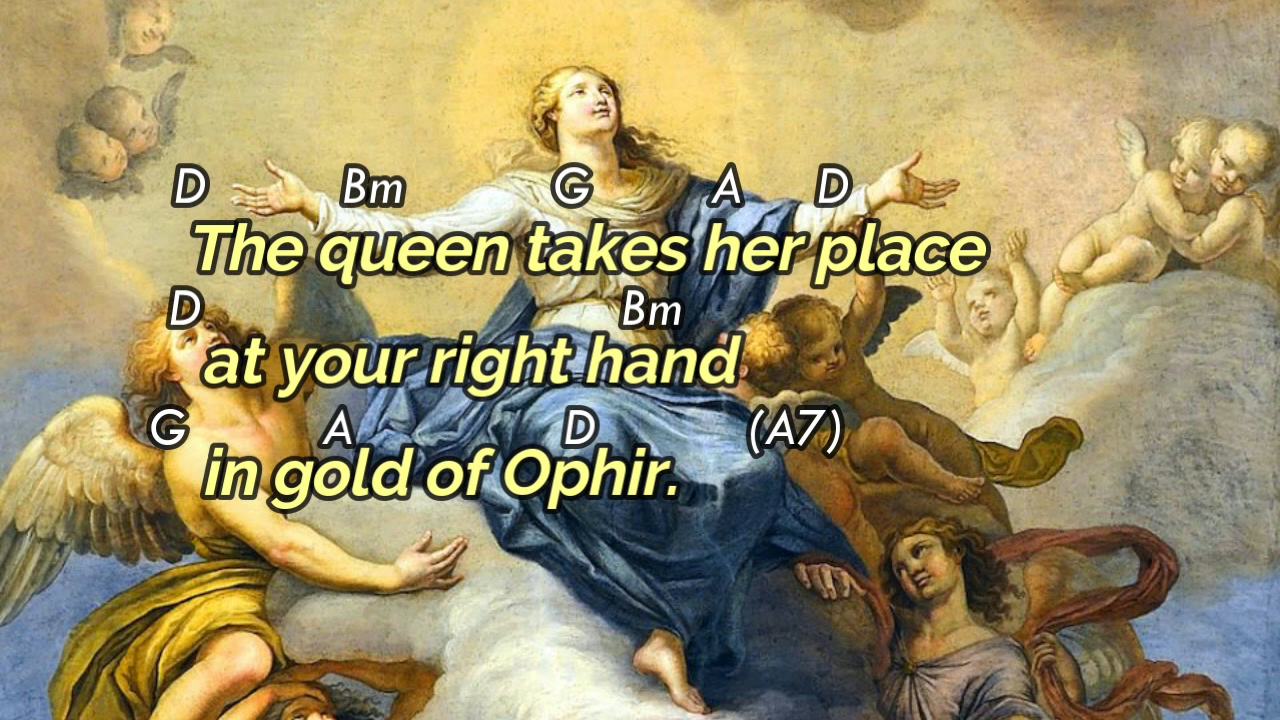 D Bm G A D
The queen takes her place
D Bm
at your right hand
G A D (A7)
in gold of Ophir.